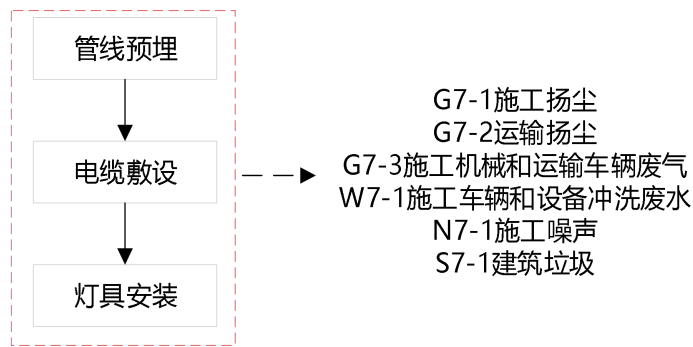 管线预埋
电缆敷设
灯具安装
G7-1施工扬尘
G7-2运输扬尘
G7-3施工机械和运输车辆废气
W7-1施工车辆和设备冲洗废水
N7-1施工噪声
S7-1建筑垃圾